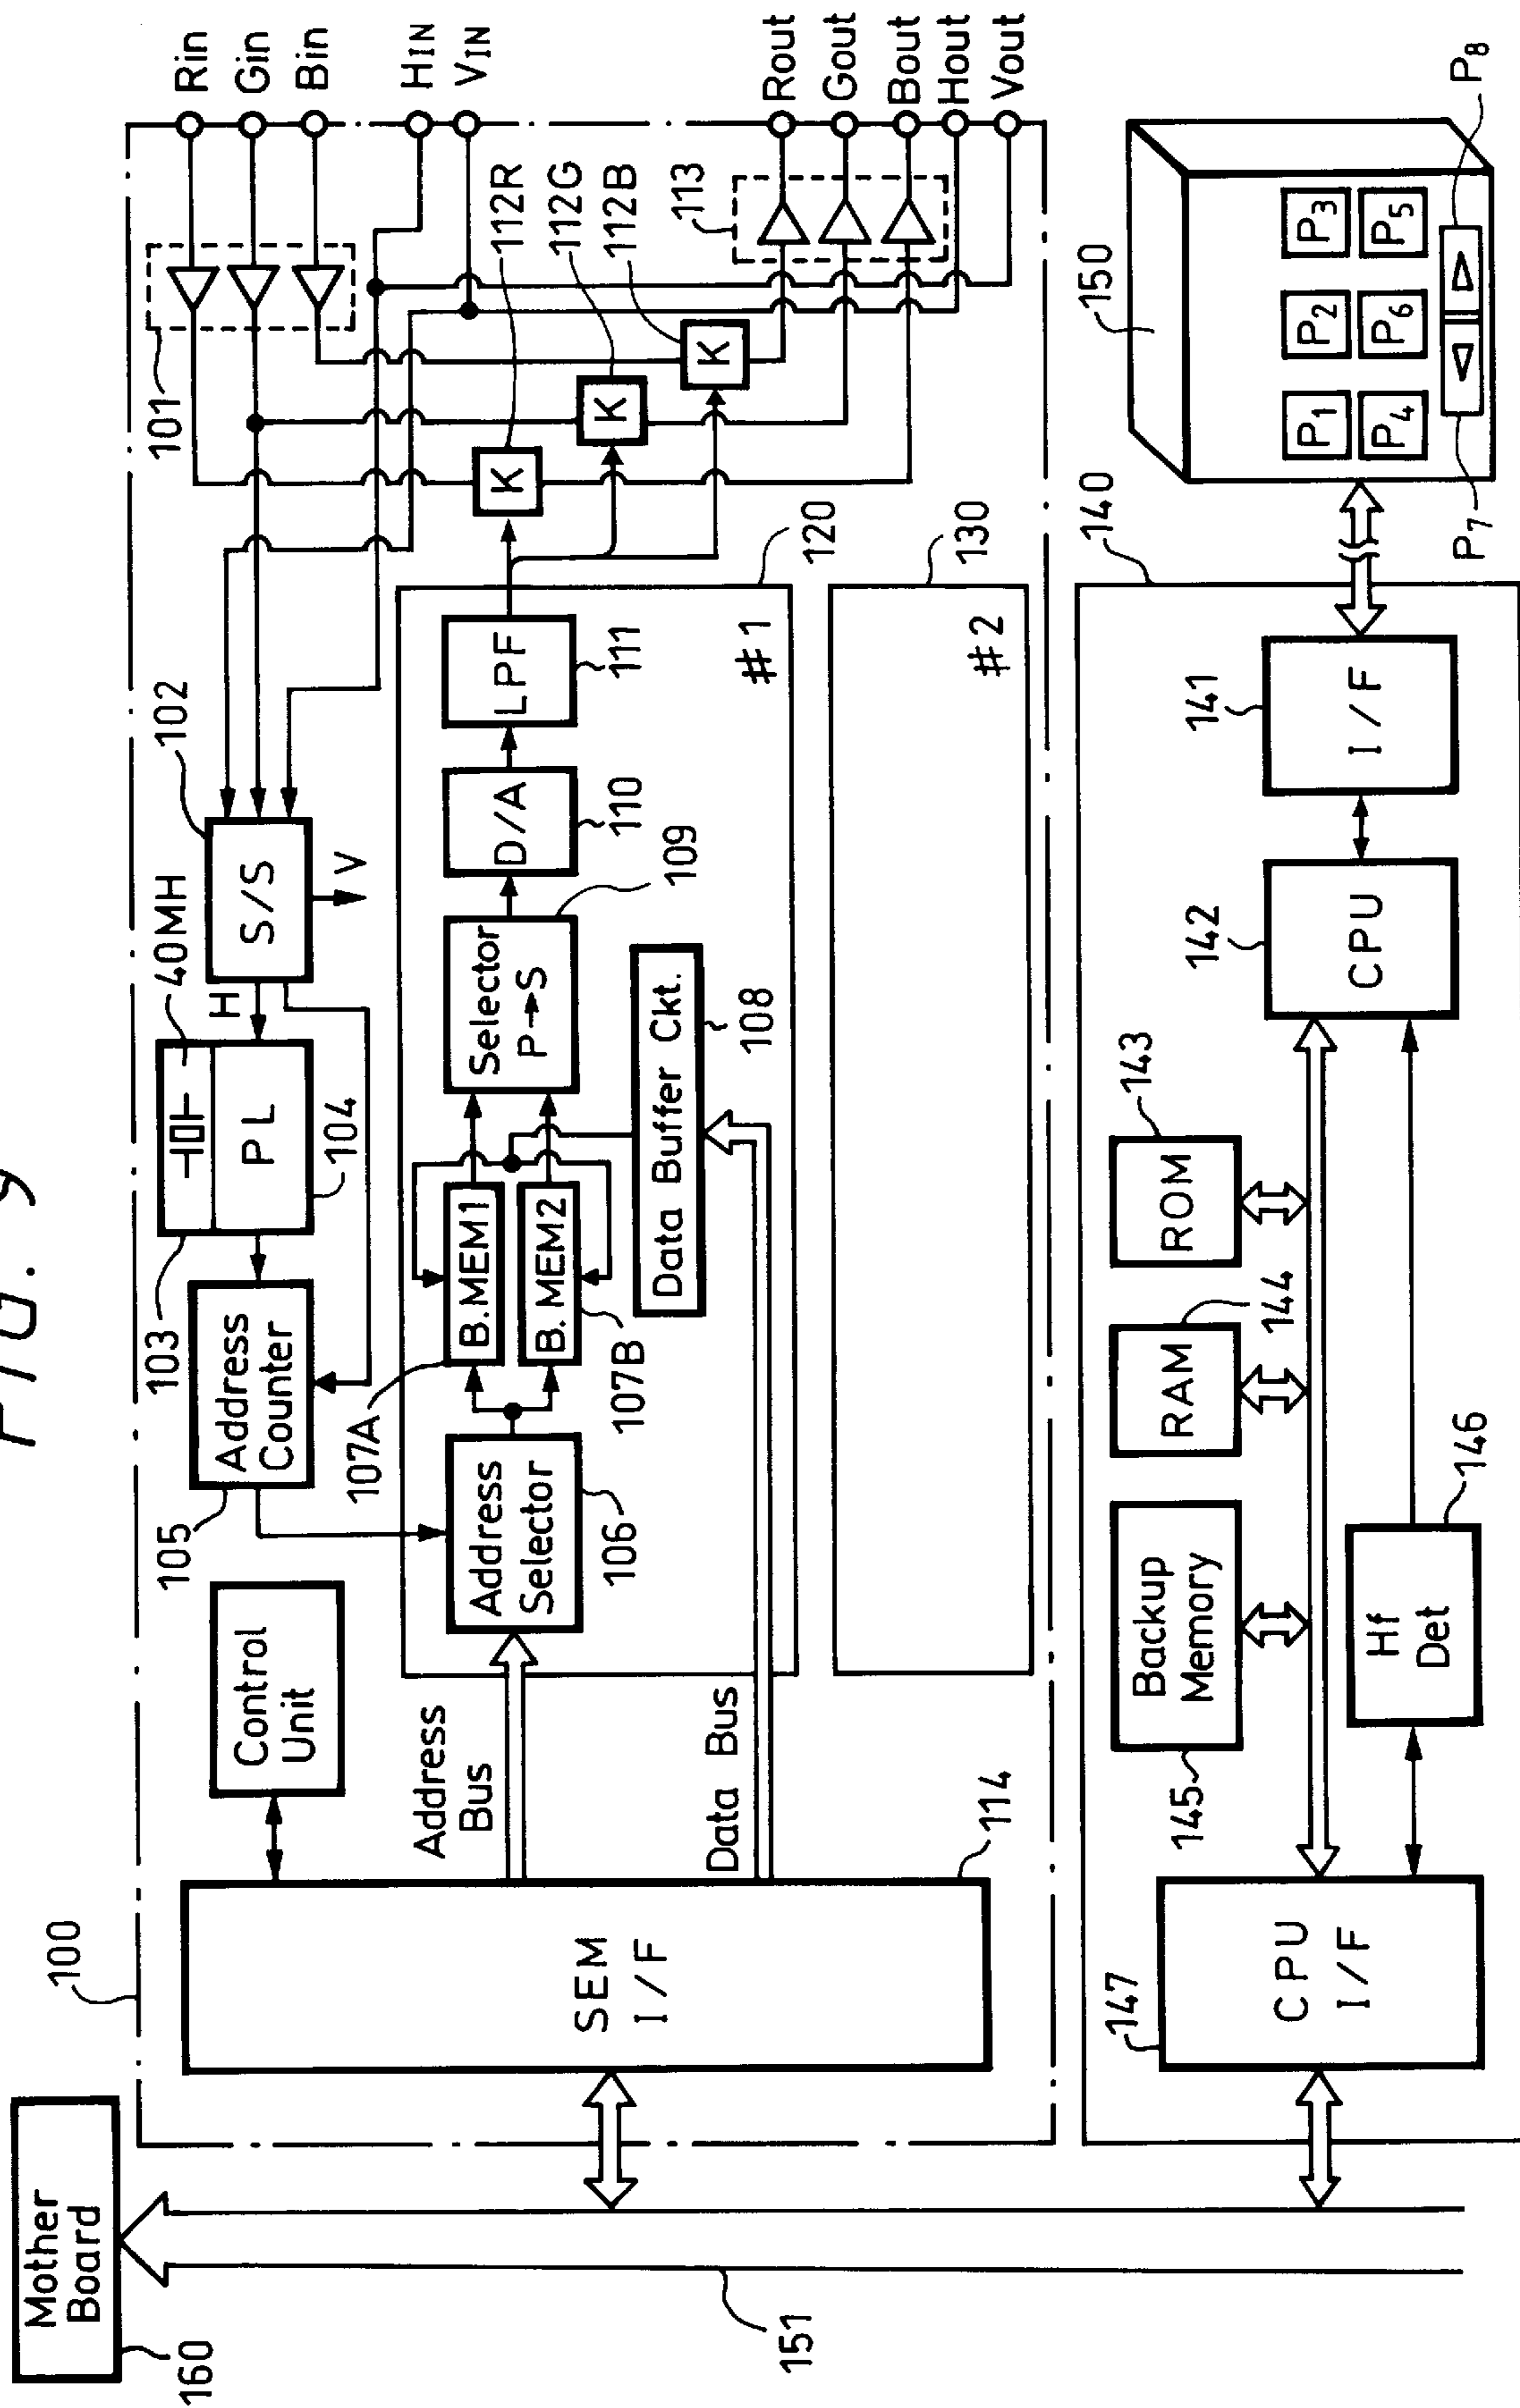 FIG. 9
Mother
Board
160
151
100
SEM
I/F
114
Control
Unit
Address
Bus
Data Bus
105
Address
Counter
103
PL
104
40MH
H
102
S/S
V
101
Rin
Gin
Bin
HIN
VIN
Rout
Gout
Bout
Hout
Vout
112R
112G
112B
113
K
K
K
Address
Selector
106
107A
B.MEM1
B.MEM2
107B
Data Buffer Ckt.
108
Selector
P→S
109
D/A
110
LPF
111
#1
120
#2
130
140
147
CPU
I/F
145
Backup
Memory
RAM
144
ROM
143
Hf
Det
146
142
CPU
141
I/F
150
P1
P2
P3
P4
P6
P5
P7
P8